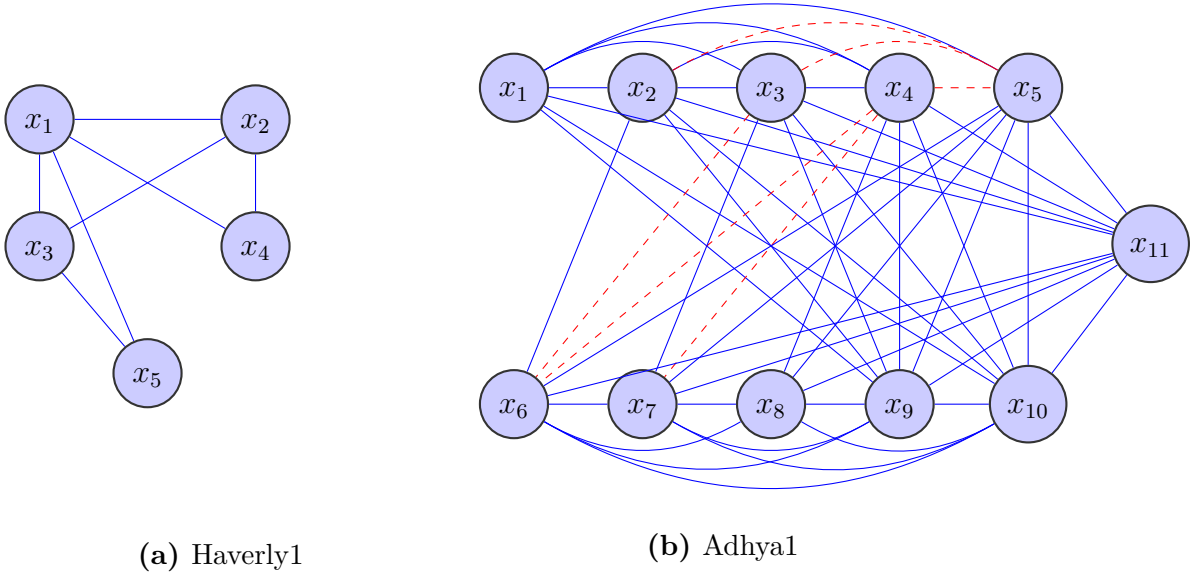 x₁ x₂
x₃ x₄
x₅
(a) Haverly1
x₁ x₂ x₃ x₄ x₅
x₁₁
x₆ x₇ x₈ x₉ x₁₀
(b) Adhya1